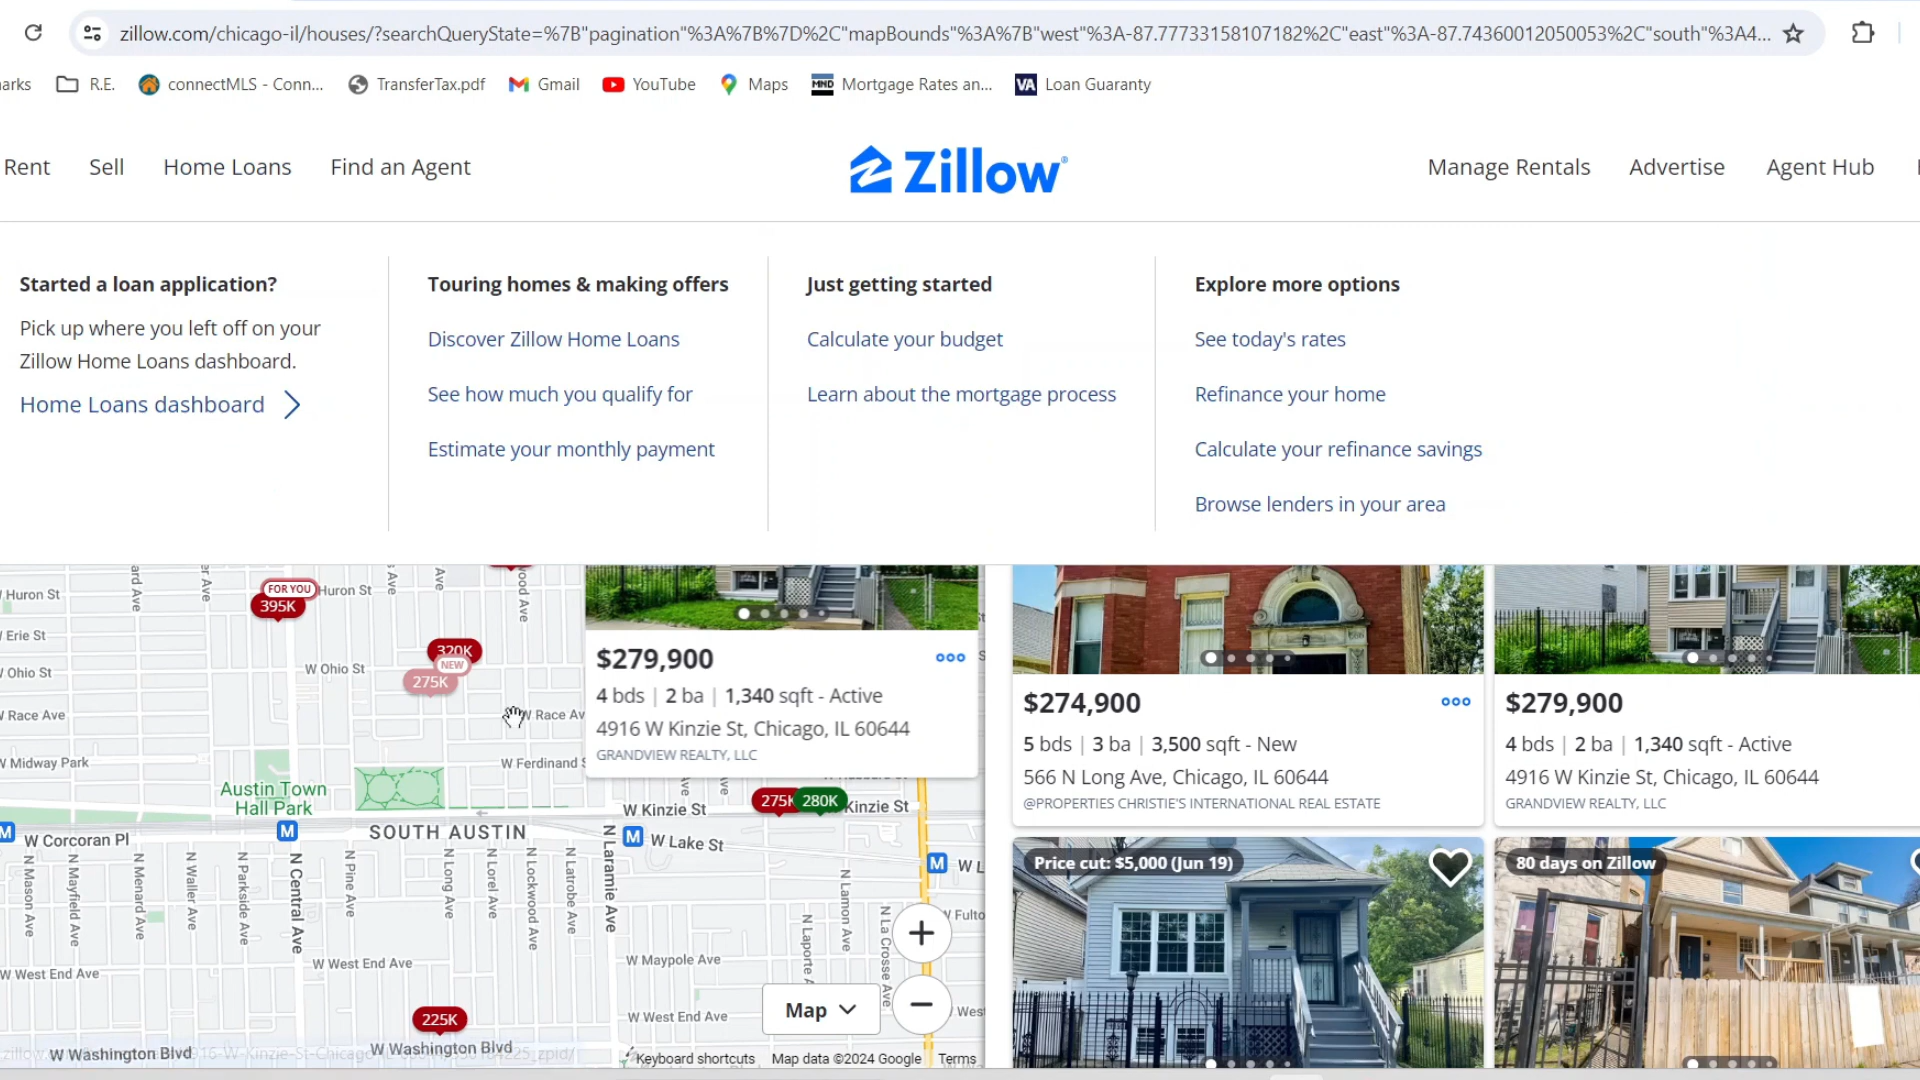 zillow.com/chicago-il/houses/?searchQueryState=%7B"pagination"%3A%7B%7D%2C"mapBounds"%3A%7B"west"%3A-87.77733158107182%2C"east"%3A-87.74360012050053%2C"south"%3A4...
arks R.E. connectMLS - Conn... TransferTax.pdf Gmail YouTube Maps MND Mortgage Rates an... VA Loan Guaranty
Rent Sell Home Loans Find an Agent Zillow Manage Rentals Advertise Agent Hub
Started a loan application?
Pick up where you left off on your
Zillow Home Loans dashboard.
Home Loans dashboard
Touring homes & making offers
Discover Zillow Home Loans
See how much you qualify for
Estimate your monthly payment
Just getting started
Calculate your budget
Learn about the mortgage process
Explore more options
See today's rates
Refinance your home
Calculate your refinance savings
Browse lenders in your area
Huron St
FOR YOU
395K
Huron St
Erie St
Ohio St
W Ohio St
320K
NEW
275K
Race Ave
W Race Av
W Midway Park
W Ferdinand S
Austin Town
Hall Park
M
SOUTH AUSTIN
M
W Corcoran Pl
W Kinzie St
275K
280K
Kinzie St
M
W Lake St
M
W L
N Mason Ave
N Mayfield Ave
N Menard Ave
N Waller Ave
N Parkside Ave
N Central Ave
N Pine Ave
N Long Ave
N Lorel Ave
N Lockwood Ave
N Latrobe Ave
N Laramie Ave
N Laporte A
N Lamon Ave
N La Crosse Ave
W Fulto
W West End Ave
W West End Ave
W Maypole Ave
W West End Ave
West
225K
W Washington Blvd
W Washington Blvd
Map
Keyboard shortcuts Map data ©2024 Google Terms
$279,900
4 bds | 2 ba | 1,340 sqft - Active
4916 W Kinzie St, Chicago, IL 60644
GRANDVIEW REALTY, LLC
$274,900
5 bds | 3 ba | 3,500 sqft - New
566 N Long Ave, Chicago, IL 60644
@PROPERTIES CHRISTIE'S INTERNATIONAL REAL ESTATE
$279,900
4 bds | 2 ba | 1,340 sqft - Active
4916 W Kinzie St, Chicago, IL 60644
GRANDVIEW REALTY, LLC
Price cut: $5,000 (Jun 19)
80 days on Zillow